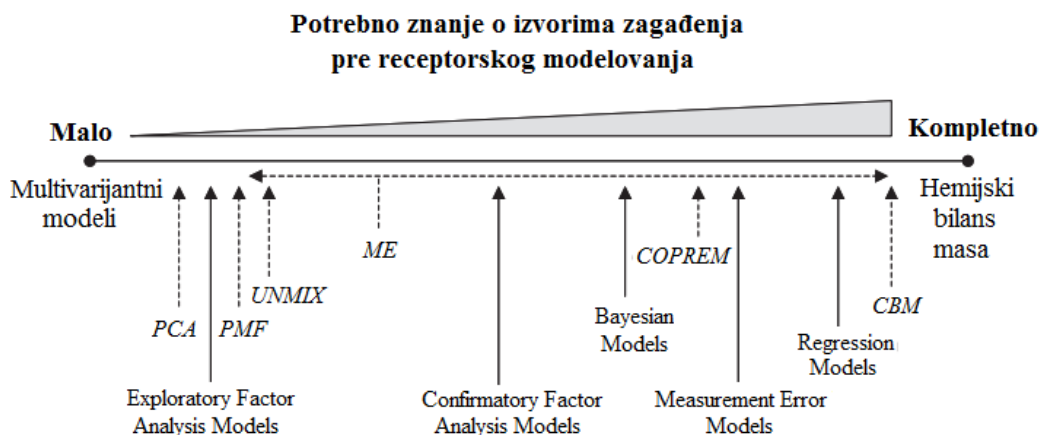 Potrebno znanje o izvorima zagađenja
pre receptorskog modelovanja
Malo
Kompletno
Multivarijantni
modeli
Hemijski
bilans
masa
ME
COPREM
UNMIX
CBM
PCA
PMF
Bayesian
Models
Regression
Models
Exploratory Factor
Analysis Models
Confirmatory Factor
Analysis Models
Measurement Error
Models